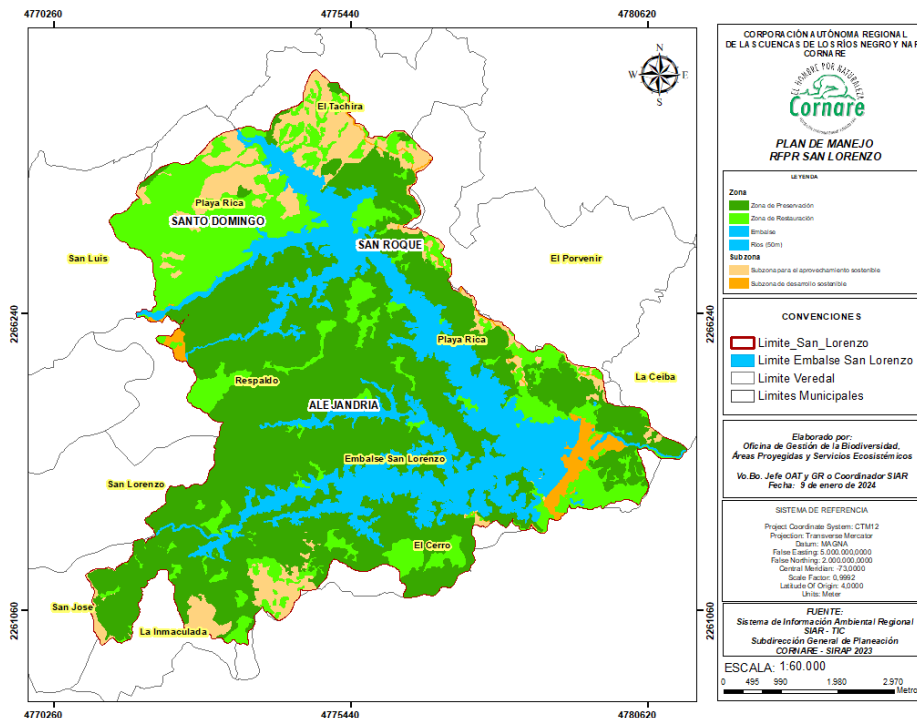 4770260 4775440 4780620
N
W E
S
El Tachira
Playa Rica
SANTO DOMINGO
SAN ROQUE
San Luis
El Porvenir
2266240 2266240
Playa Rica
Respaldo
La Ceiba
ALEJANDRIA
Embalse San Lorenzo
San Lorenzo
El Cerro
San Jose
La Inmaculada
2261060 2261060
4770260 4775440 4780620
CORPORACIÓN AUTÓNOMA REGIONAL
DE LAS CUENCAS DE LOS RÍOS NEGRO Y NAR
CORNARE
EL HOMBRE POR NATURALEZA
Cornare
PLAN DE MANEJO
RFPR SAN LORENZO
LEYENDA
Zona
Zona de Preservación
Zona de Restauración
Embalse
Rios (50m)
Subzona
Subzona para el aprovechamiento sostenible
Subzona de desarrollo sostenible
CONVENCIONES
Limite_San_Lorenzo
Limite Embalse San Lorenzo
Limite Veredal
Limites Municipales
Elaborado por:
Oficina de Gestión de la Biodiversidad,
Áreas Proyegidas y Servicios Ecosistémicos
Vo.Bo. Jefe OAT y GR o Coordinador SIAR
Fecha: 9 de enero de 2024
SISTEMA DE REFERENCIA
Project Coordinate System: CTM12
Projection: Transverse Mercator
Datum: MAGNA
False Easting: 5.000.000,0000
False Northing: 2.000.000,0000
Central Meridian: -73,0000
Scale Factor: 0,9992
Latitude Of Origin: 4,0000
Units: Meter
FUENTE:
Sistema de Información Ambiental Regional
SIAR - TIC
Subdirección General de Planeación
CORNARE - SIRAP 2023
ESCALA: 1:60.000
0 495 990 1.980 2.970
Metro